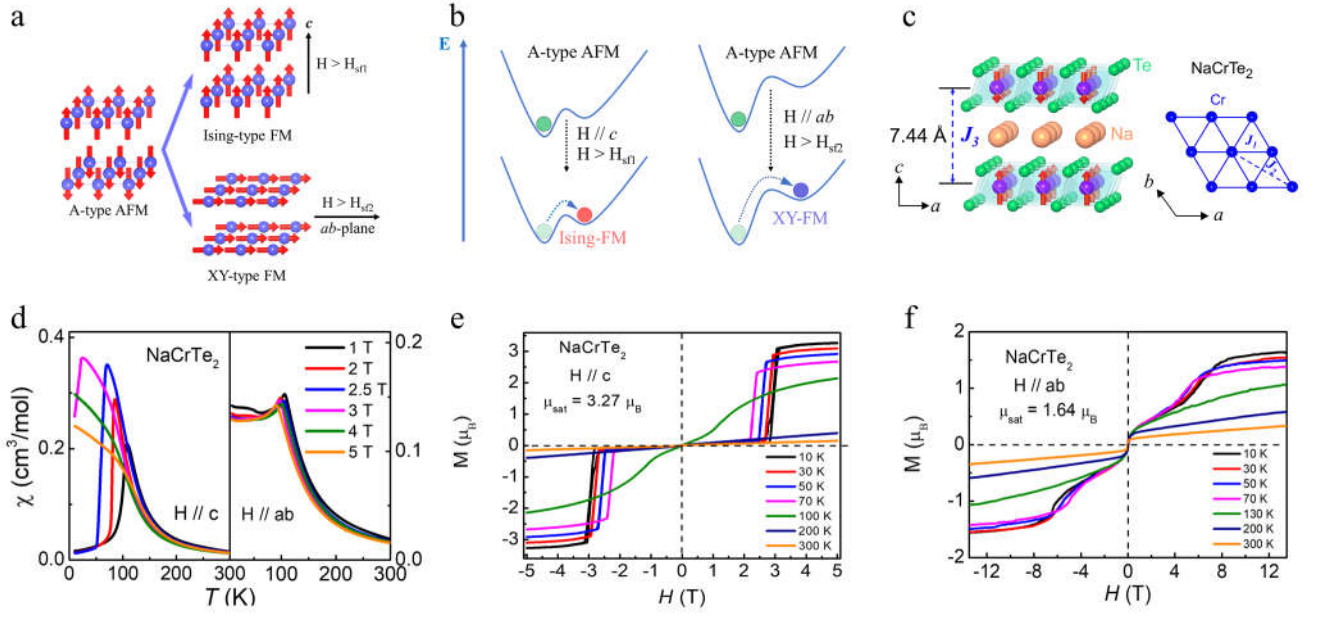 a
c
H > Hsf1
Ising-type FM
A-type AFM
H > Hsf2
ab-plane
XY-type FM
b
E
A-type AFM
H // c
H > Hsf1
Ising-FM
A-type AFM
H // ab
H > Hsf2
XY-FM
c
Te
Na
7.44 Å
J3
c
a
NaCrTe2
Cr
J1
b
a
d
NaCrTe2
H // c
H // ab
1 T
2 T
2.5 T
3 T
4 T
5 T
χ (cm3/mol)
0.4
0.2
0.0
0.2
0.1
0.0
0
100
200
300
100
200
300
T (K)
e
NaCrTe2
H // c
μsat = 3.27 μB
10 K
30 K
50 K
70 K
100 K
200 K
300 K
M (μB)
3
2
1
0
-1
-2
-3
-5 -4 -3 -2 -1 0 1 2 3 4 5
H (T)
f
NaCrTe2
H // ab
μsat = 1.64 μB
10 K
30 K
50 K
70 K
130 K
200 K
300 K
M (μB)
2
1
0
-1
-2
-12 -8 -4 0 4 8 12
H (T)